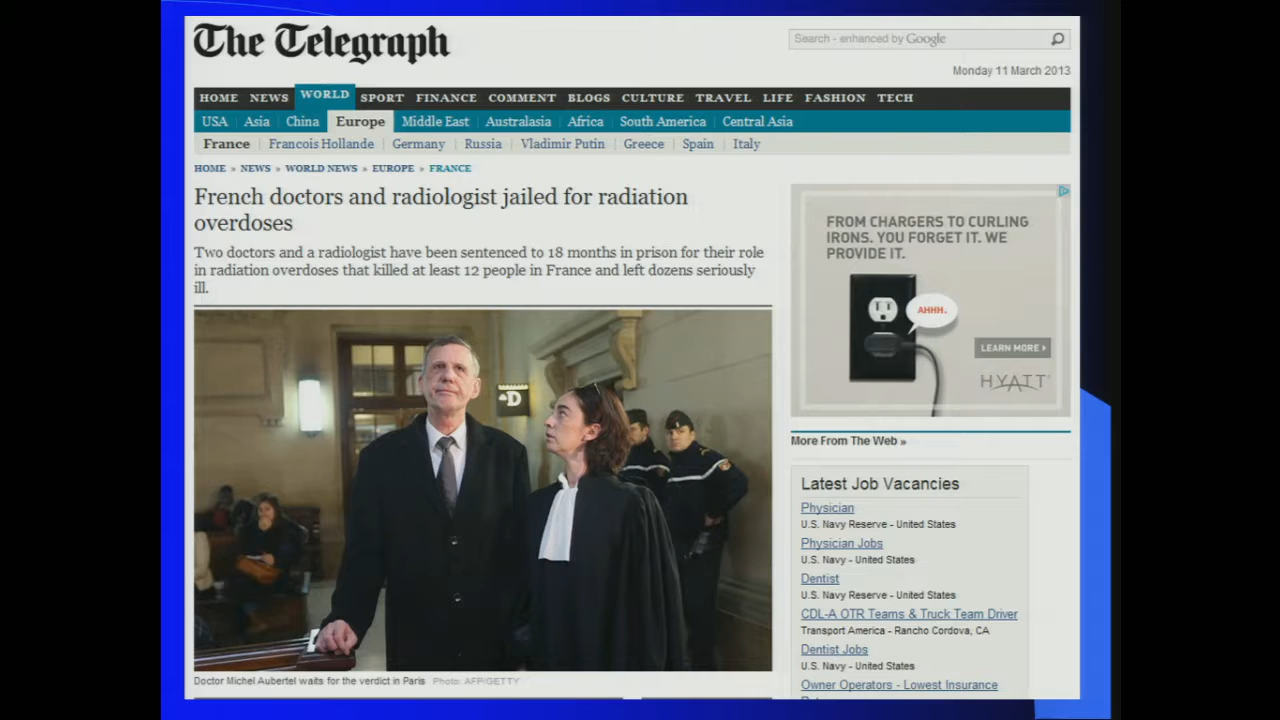 The Telegraph
Search - enhanced by Google
Monday 11 March 2013
HOME NEWS WORLD SPORT FINANCE COMMENT BLOGS CULTURE TRAVEL LIFE FASHION TECH
USA Asia China Europe Middle East Australasia Africa South America Central Asia
France Francois Hollande Germany Russia Vladimir Putin Greece Spain Italy
HOME » NEWS » WORLD NEWS » EUROPE » FRANCE
French doctors and radiologist jailed for radiation
overdoses
Two doctors and a radiologist have been sentenced to 18 months in prison for their role
in radiation overdoses that killed at least 12 people in France and left dozens seriously
ill.
D
Doctor Michel Aubertel waits for the verdict in Paris Photo: AFP/GETTY
FROM CHARGERS TO CURLING
IRONS. YOU FORGET IT. WE
PROVIDE IT.
AHHH.
LEARN MORE
HYATT
More From The Web »
Latest Job Vacancies
Physician
U.S. Navy Reserve - United States
Physician Jobs
U.S. Navy - United States
Dentist
U.S. Navy Reserve - United States
CDL-A OTR Teams & Truck Team Driver
Transport America - Rancho Cordova, CA
Dentist Jobs
U.S. Navy - United States
Owner Operators - Lowest Insurance